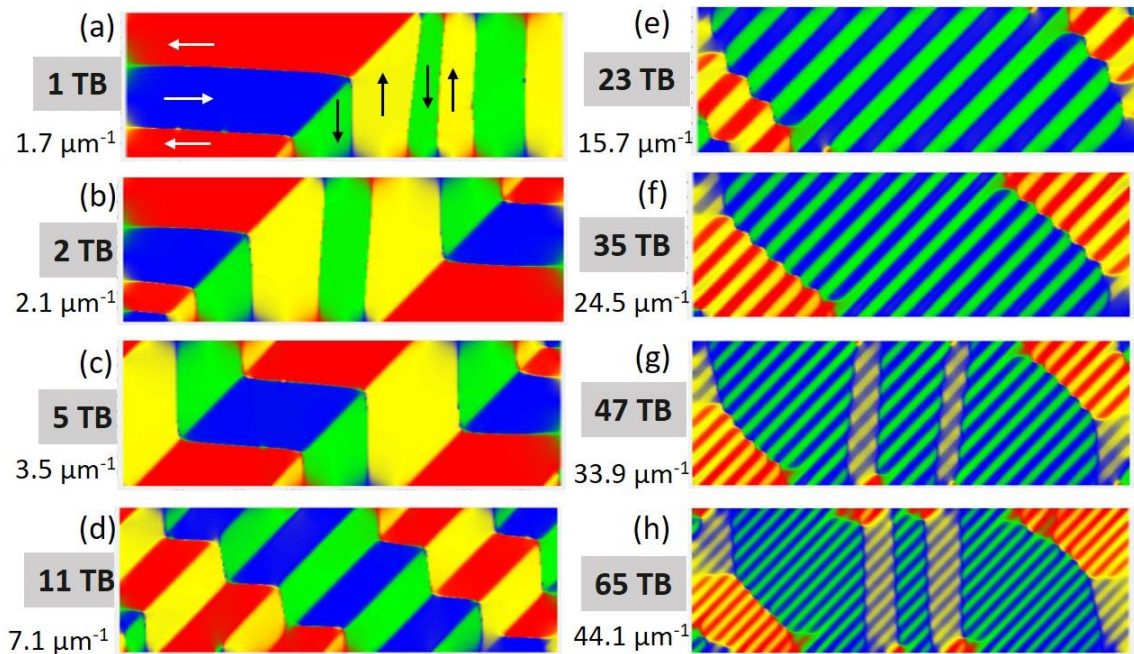 (a)
1 TB
1.7 µm-1
(b)
2 TB
2.1 µm-1
(c)
5 TB
3.5 µm-1
(d)
11 TB
7.1 µm-1
(e)
23 TB
15.7 µm-1
(f)
35 TB
24.5 µm-1
(g)
47 TB
33.9 µm-1
(h)
65 TB
44.1 µm-1